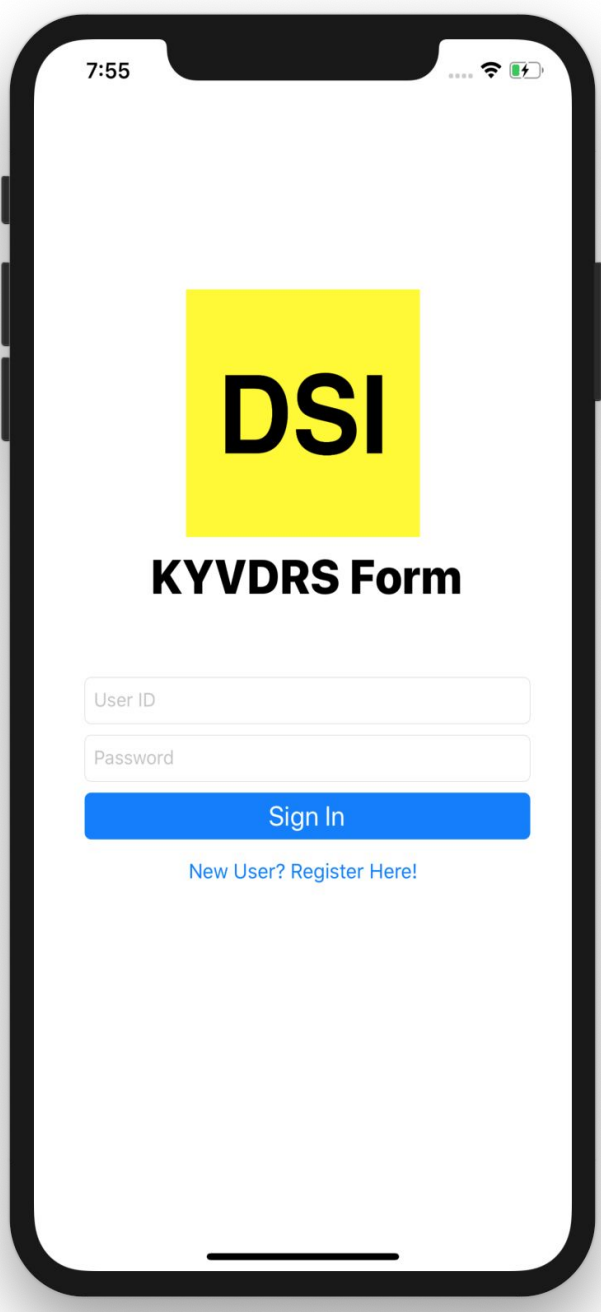 7:55
DSI
KYVDRS Form
User ID
Password
Sign In
New User? Register Here!